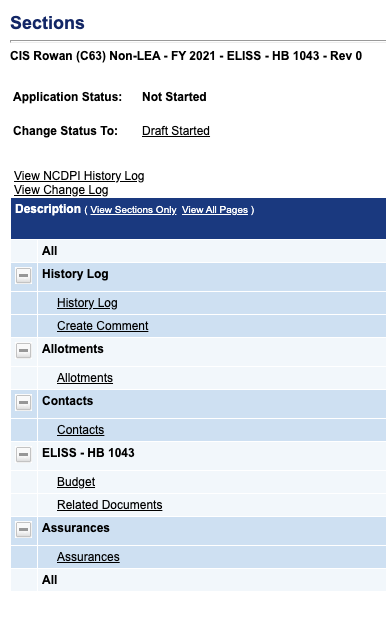 Sections
CIS Rowan (C63) Non-LEA - FY 2021 - ELISS - HB 1043 - Rev 0
Application Status: Not Started
Change Status To: Draft Started
View NCDPI History Log
View Change Log
Description ( View Sections Only View All Pages )
All
History Log
History Log
Create Comment
Allotments
Allotments
Contacts
Contacts
ELISS - HB 1043
Budget
Related Documents
Assurances
Assurances
All